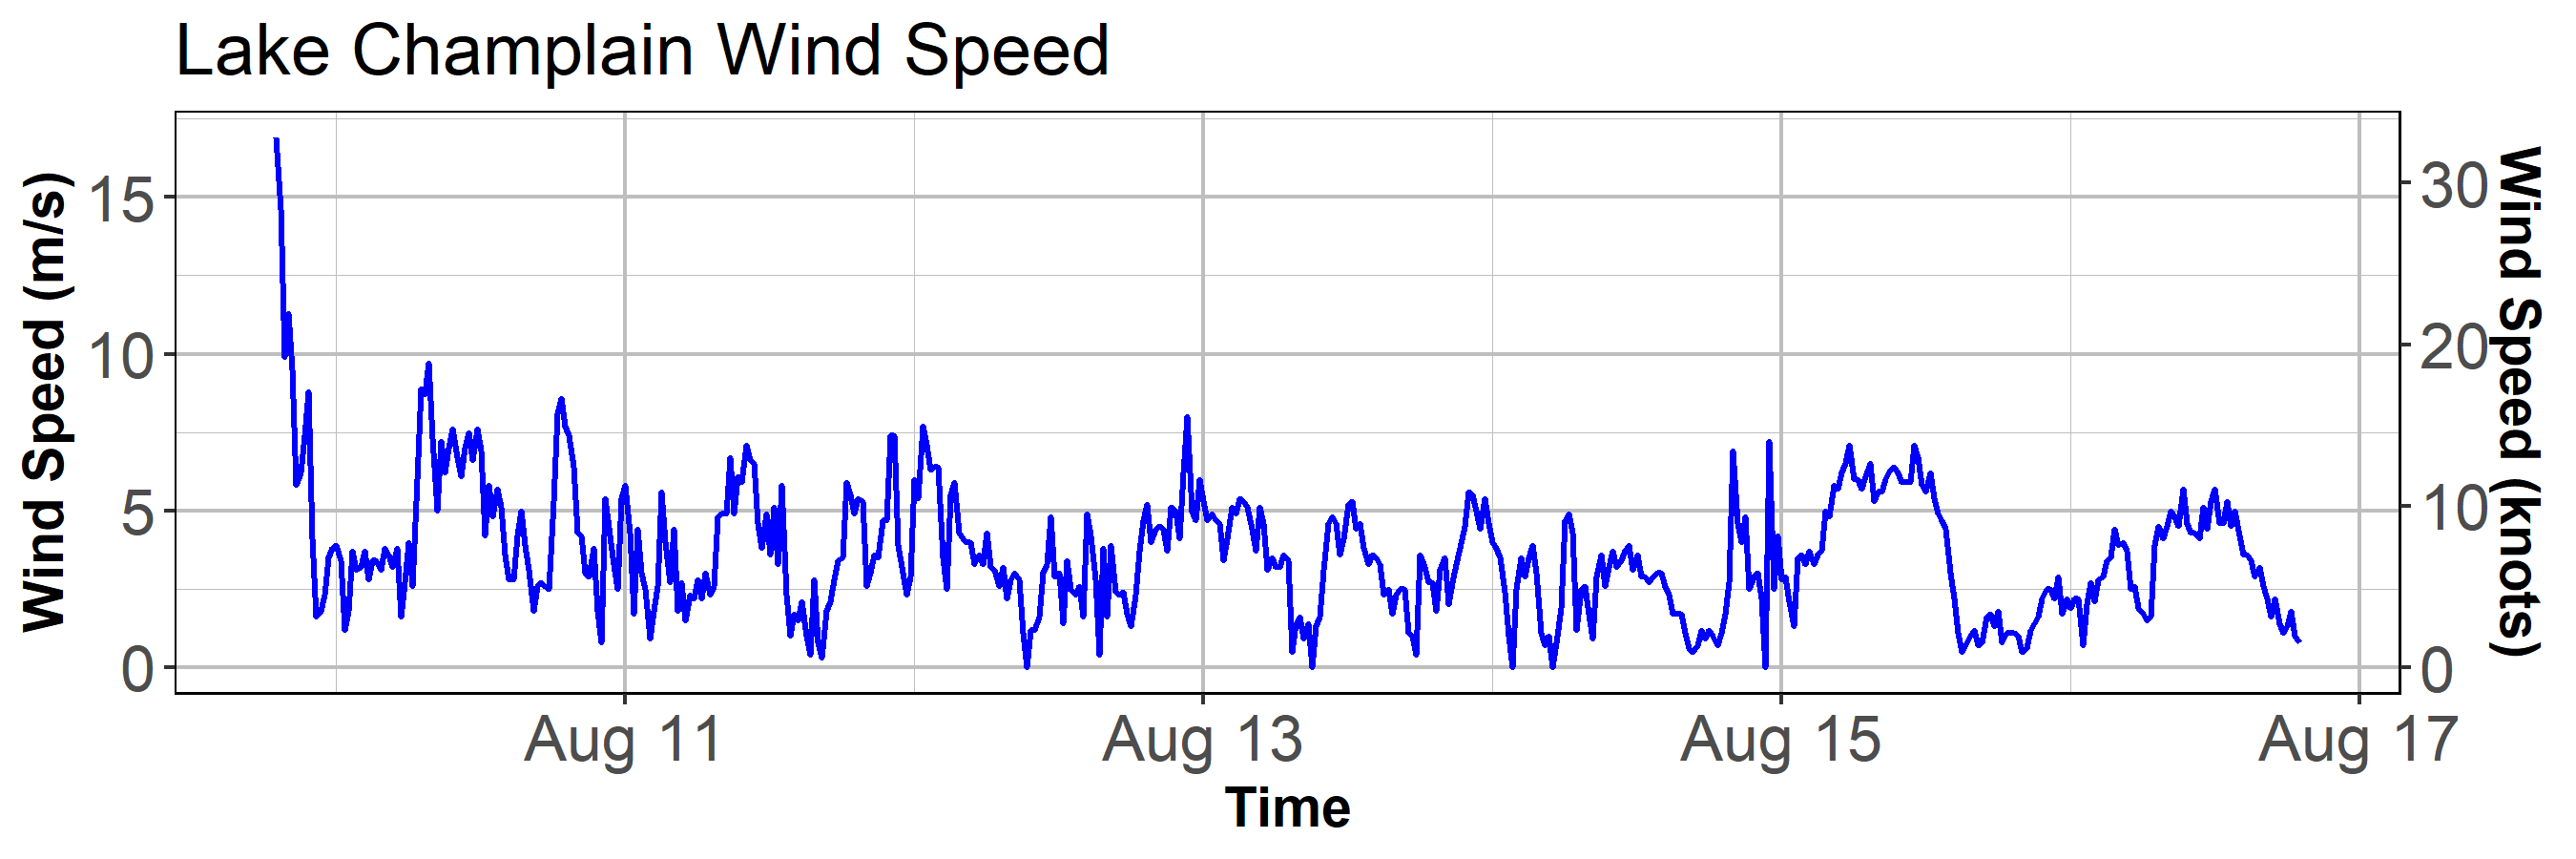 Lake Champlain Wind Speed
Wind Speed (m/s)
15
10
5
0
30
20
10
0
Wind Speed (knots)
Aug 11
Aug 13
Aug 15
Aug 17
Time